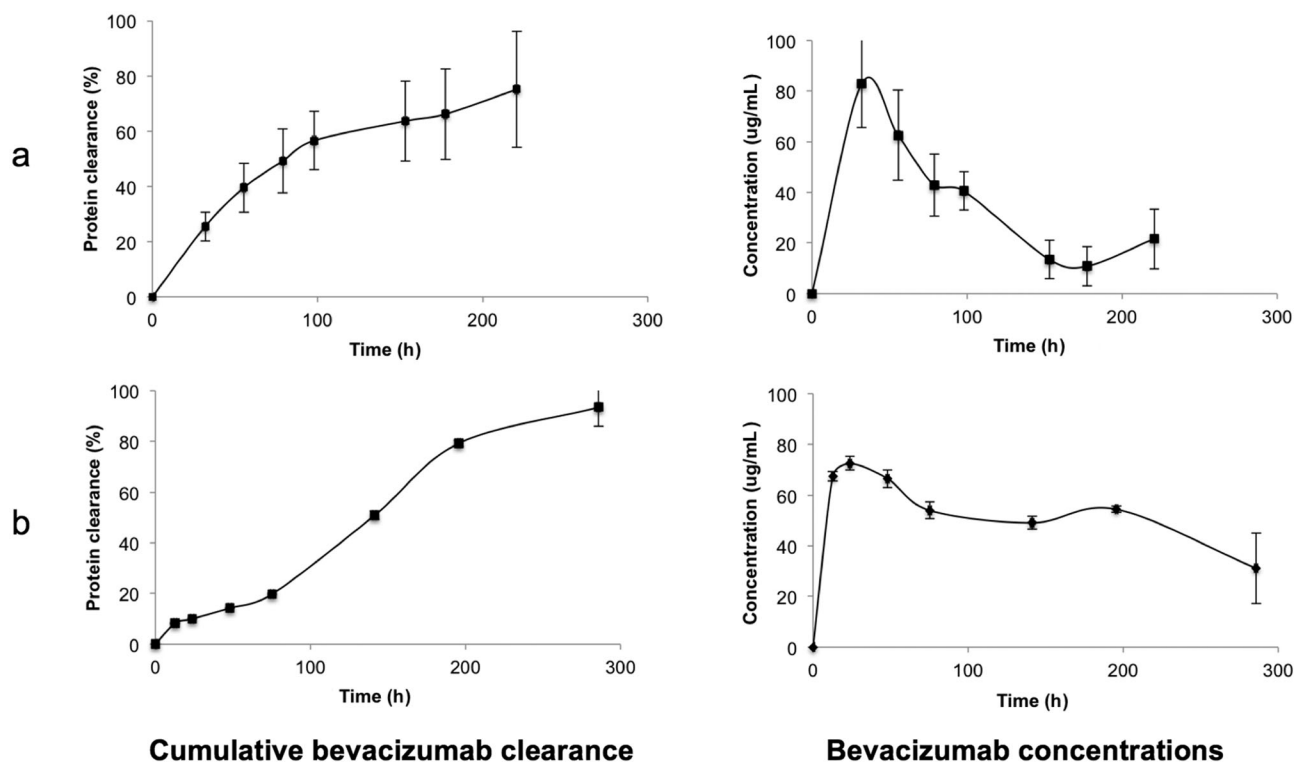 a
Protein clearance (%)
100
80
60
40
20
0
0 100 200 300
Time (h)
Concentration (ug/mL )
100
80
60
40
20
0
0 100 200 300
Time (h)
b
Protein clearance (%)
100
80
60
40
20
0
0 100 200 300
Time (h)
Concentration (ug/mL )
100
80
60
40
20
0
0 100 200 300
Time (h)
Cumulative bevacizumab clearance
Bevacizumab concentrations